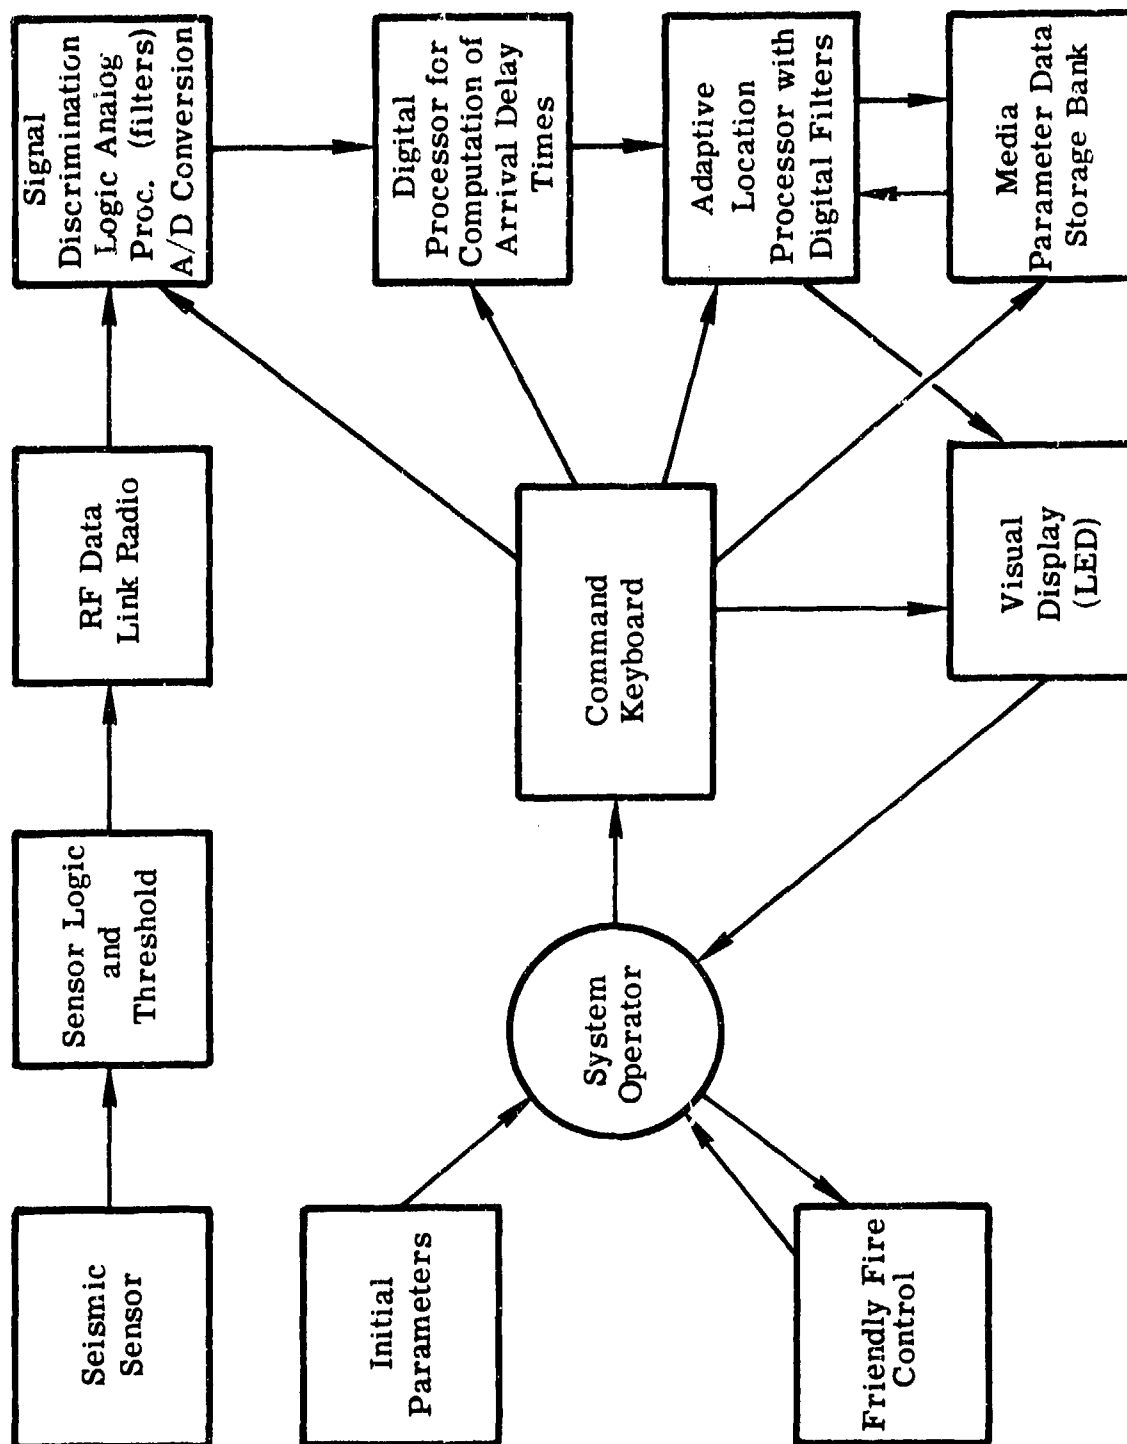 Seismic
Sensor
Sensor Logic
and
Threshold
RF Data
Link Radio
Signal
Discrimination
Logic Analog
Proc. (filters)
A/D Conversion
Initial
Parameters
Digital
Processor for
Computation of
Arrival Delay
Times
System
Operator
Command
Keyboard
Adaptive
Location
Processor with
Digital Filters
Friendly Fire
Control
Visual
Display
(LED)
Media
Parameter Data
Storage Bank